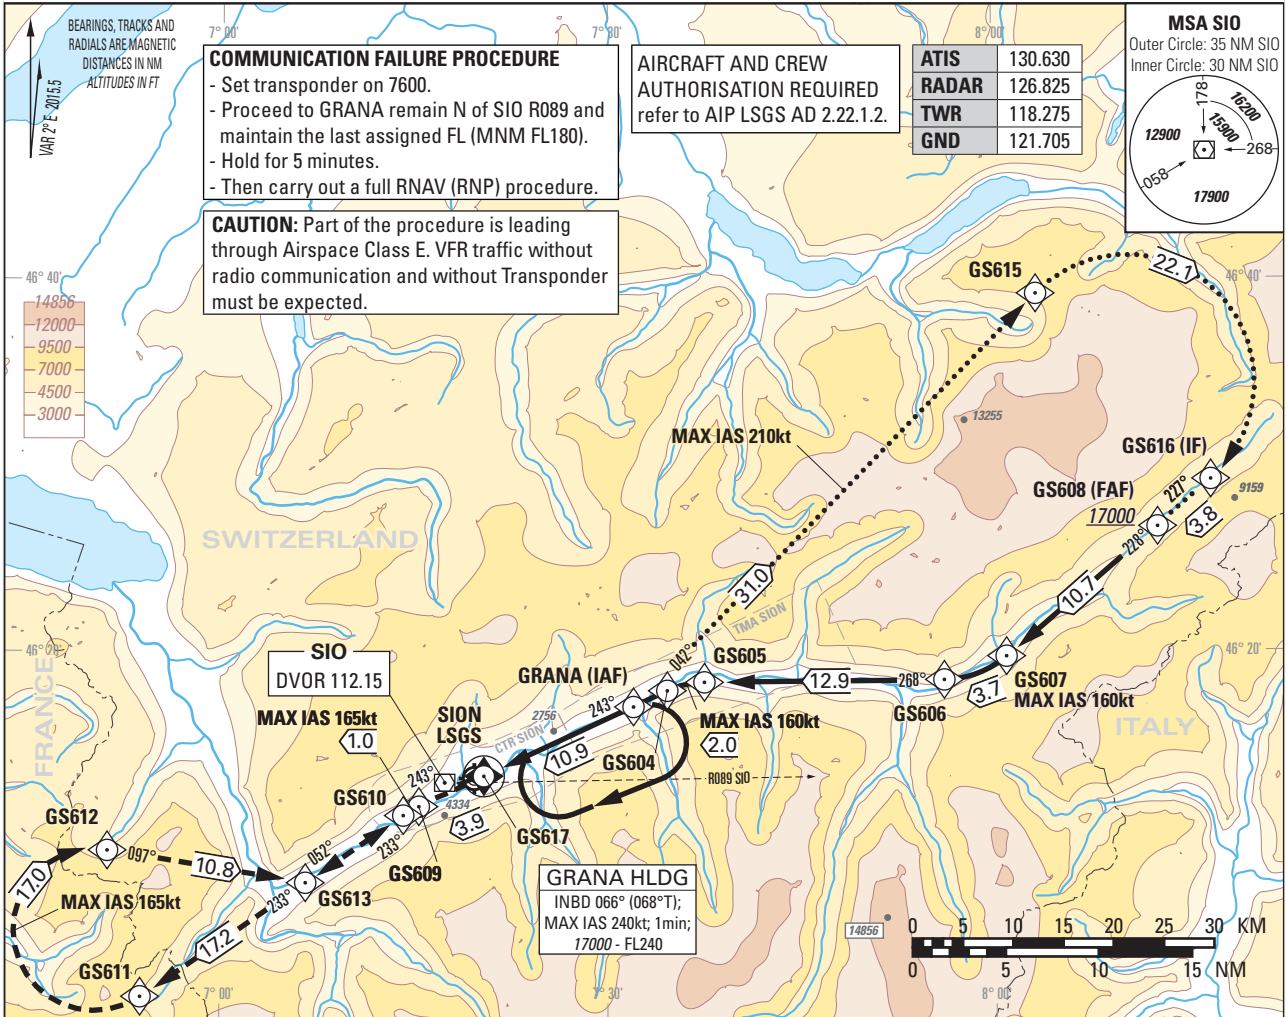 BEARINGS, TRACKS AND
RADIALS ARE MAGNETIC
DISTANCES IN NM
ALTITUDES IN FT
VAR 2° E 2015.5
7° 00'
7° 30'
8° 00'
COMMUNICATION FAILURE PROCEDURE
- Set transponder on 7600.
- Proceed to GRANA remain N of SIO R089 and
maintain the last assigned FL (MNM FL180).
- Hold for 5 minutes.
- Then carry out a full RNAV (RNP) procedure.
CAUTION: Part of the procedure is leading
through Airspace Class E. VFR traffic without
radio communication and without Transponder
must be expected.
AIRCRAFT AND CREW
AUTHORISATION REQUIRED
refer to AIP LSGS AD 2.22.1.2.
ATIS 130.630
RADAR 126.825
TWR 118.275
GND 121.705
MSA SIO
Outer Circle: 35 NM SIO
Inner Circle: 30 NM SIO
178
16200
15900
12900
268
058
17900
46° 40'
46° 40'
14856
12000
9500
7000
4500
3000
GS615
22.1
13255
MAX IAS 210kt
GS616 (IF)
227°
9159
GS608 (FAF)
17000
3.8
228°
SWITZERLAND
10.7
31.0
TMA SION
46° 20'
46° 20'
FRANCE
SIO
DVOR 112.15
042°
GS605
GRANA (IAF)
12.9
268°
GS607
MAX IAS 160kt
3.7
GS606
ITALY
243°
MAX IAS 165kt
1.0
SION
LSGS
2756
CTR SION
MAX IAS 160kt
2.0
10.9
GS604
R089 SIO
243°
GS610
4334
3.9
GS617
GS612
097°
10.8
052°
233°
GS609
17.0
MAX IAS 165kt
233°
GS613
17.2
GS611
GRANA HLDG
INBD 066° (068°T);
MAX IAS 240kt; 1min;
17000 - FL240
14856
0 5 10 15 20 25 30 KM
0 5 10 15 NM
7° 00'
7° 30'
8° 00'